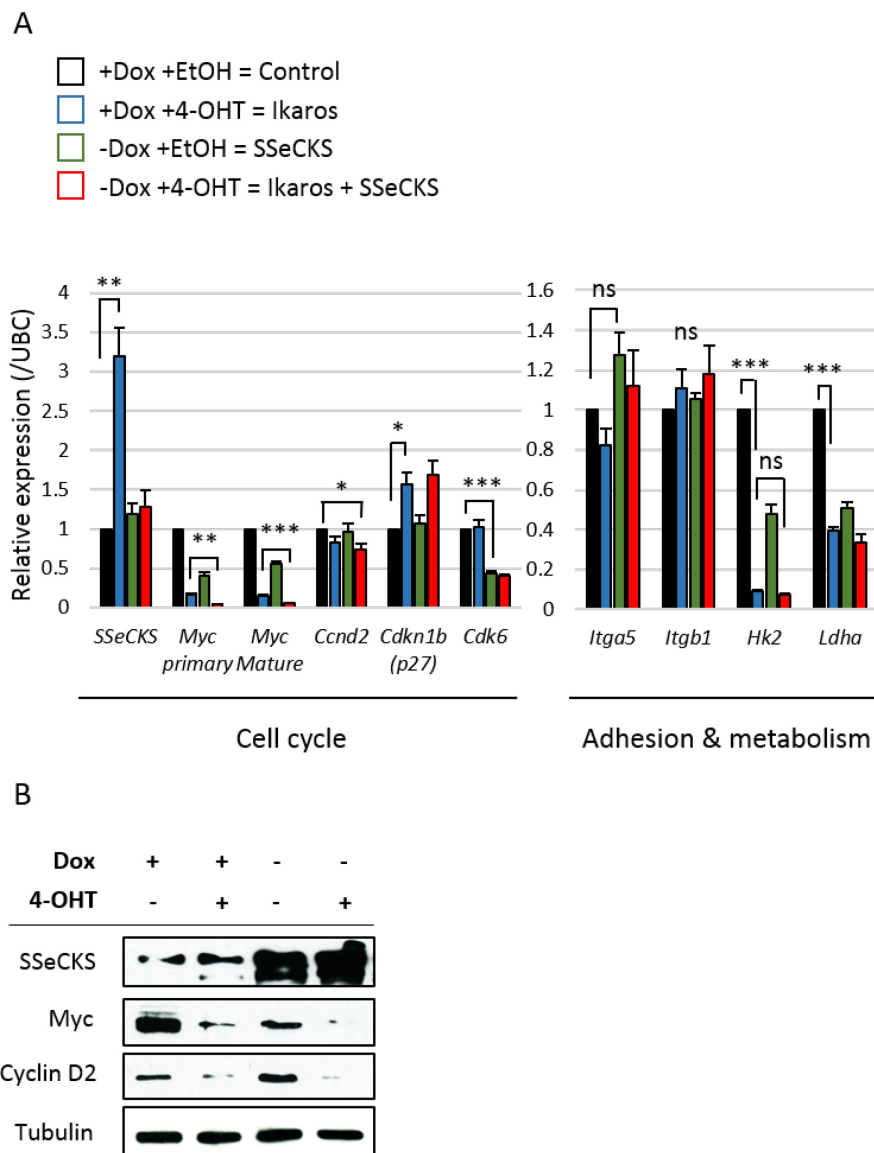 A
+Dox +EtOH = Control
+Dox +4-OHT = Ikaros
-Dox +EtOH = SSeCKS
-Dox +4-OHT = Ikaros + SSeCKS
Relative expression (/UBC)
4
3.5
3
2.5
2
1.5
1
0.5
0
**
**
***
*
*
***
SSeCKS
Myc
primary
Myc
Mature
Ccnd2
Cdkn1b
(p27)
Cdk6
Cell cycle
1.6
1.4
1.2
1
0.8
0.6
0.4
0.2
0
ns
ns
***
ns
***
Itga5
Itgb1
Hk2
Ldha
Adhesion & metabolism
B
Dox + + - -
4-OHT - + - +
SSeCKS
Myc
Cyclin D2
Tubulin